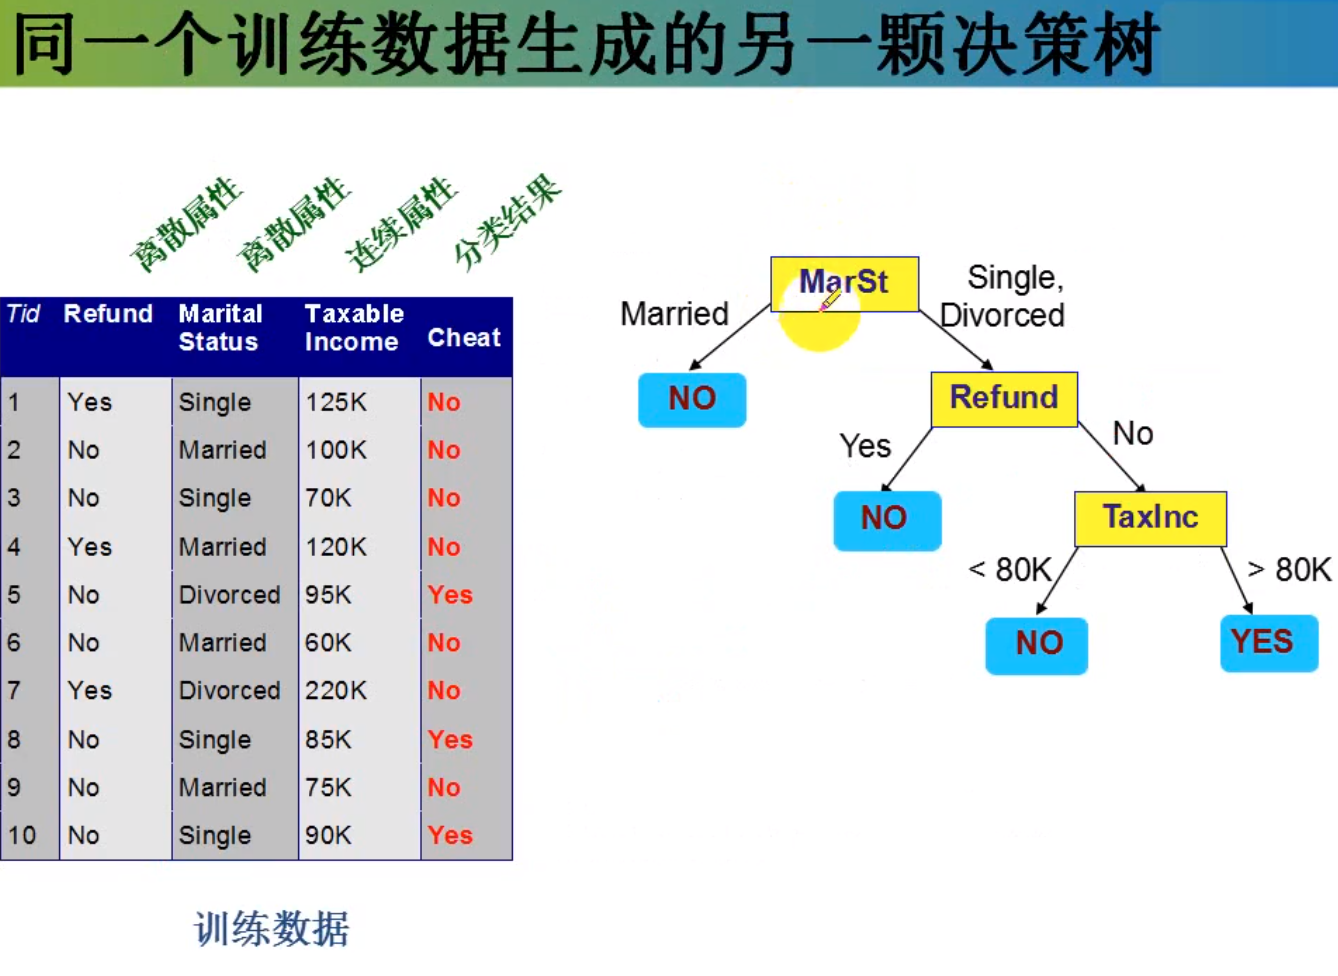 同一个训练数据生成的另一颗决策树
离散属性
离散属性
连续属性
分类结果
Tid Refund Marital Status Taxable Income Cheat
1 Yes Single 125K No
2 No Married 100K No
3 No Single 70K No
4 Yes Married 120K No
5 No Divorced 95K Yes
6 No Married 60K No
7 Yes Divorced 220K No
8 No Single 85K Yes
9 No Married 75K No
10 No Single 90K Yes
训练数据
MarSt
Married
Single,
Divorced
NO
Refund
Yes
No
NO
TaxInc
< 80K
> 80K
NO
YES